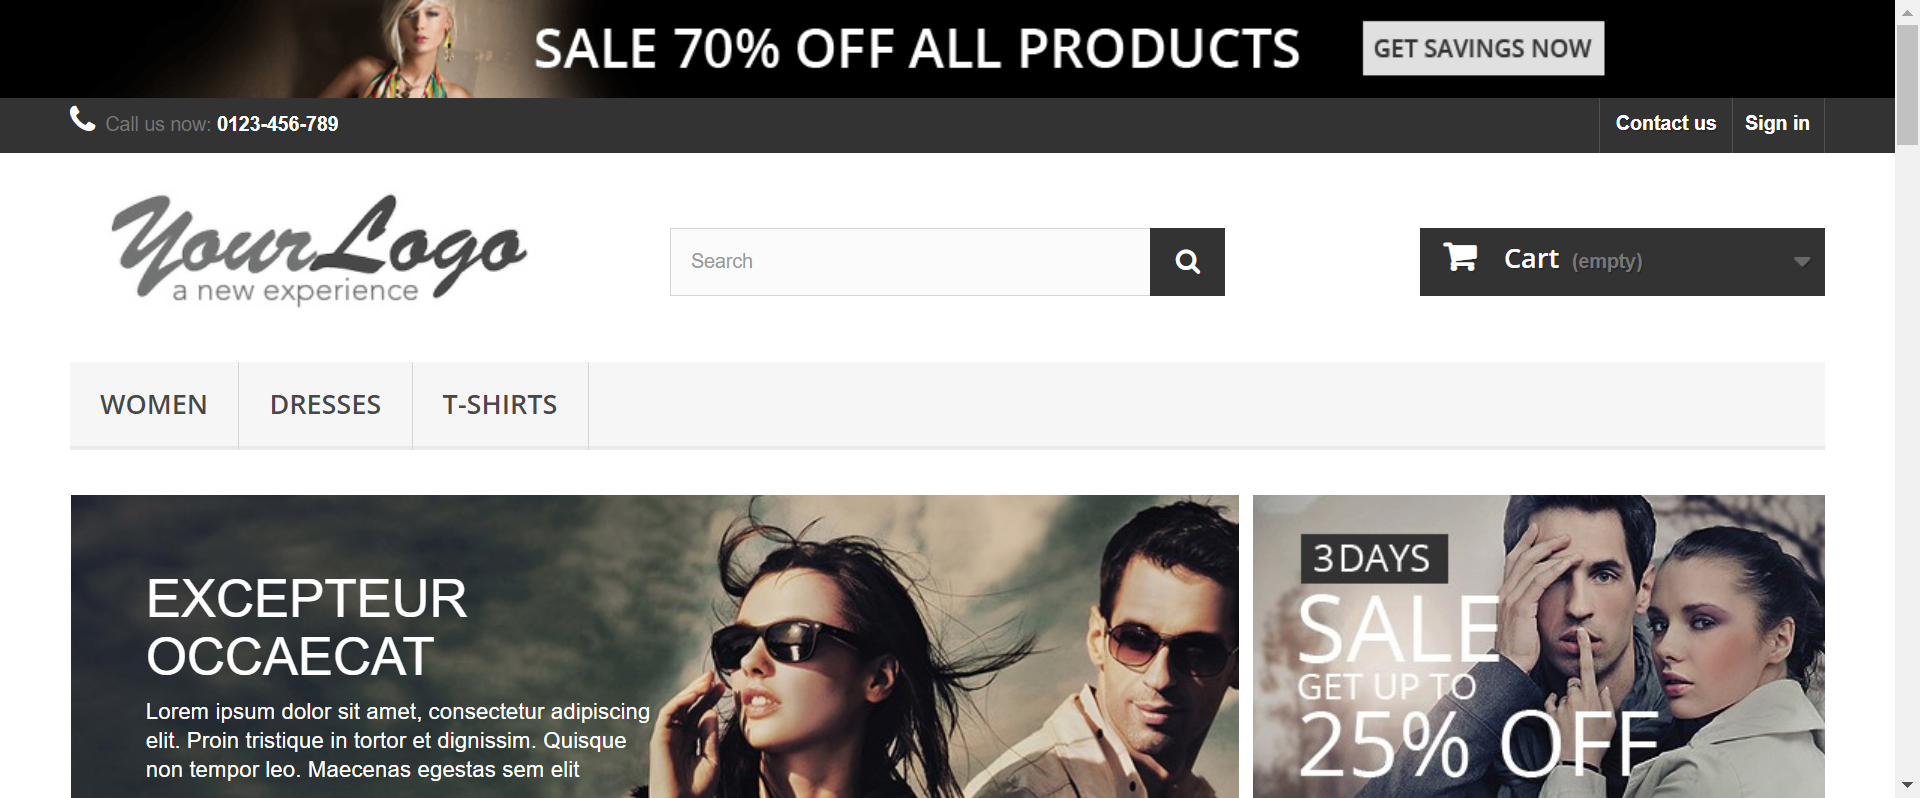 SALE 70% OFF ALL PRODUCTS
GET SAVINGS NOW
Call us now: 0123-456-789
Contact us
Sign in
YourLogo
a new experience
Search
Cart (empty)
WOMEN
DRESSES
T-SHIRTS
EXCEPTEUR
OCCAECAT
Lorem ipsum dolor sit amet, consectetur adipiscing
elit. Proin tristique in tortor et dignissim. Quisque
non tempor leo. Maecenas egestas sem elit
3 DAYS
SALE
GET UP TO
25% OFF